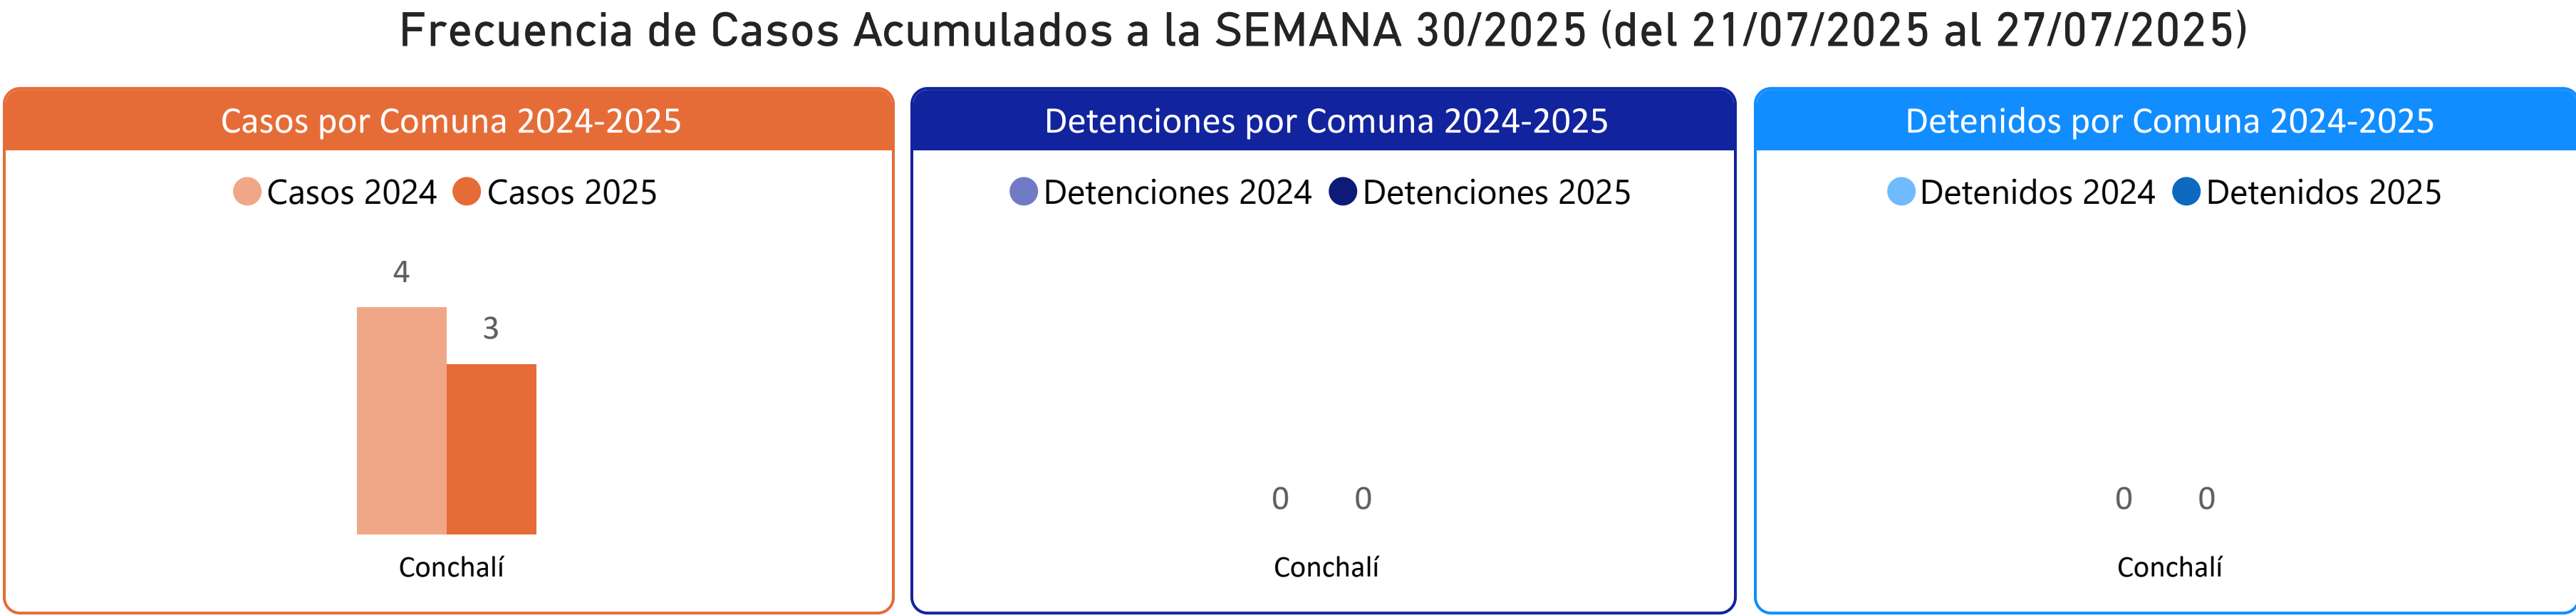 Frecuencia de Casos Acumulados a la SEMANA 30/2025 (del 21/07/2025 al 27/07/2025)
Casos por Comuna 2024-2025
Casos 2024 Casos 2025
4
3
Conchalí
Detenciones por Comuna 2024-2025
Detenciones 2024 Detenciones 2025
0 0
Conchalí
Detenidos por Comuna 2024-2025
Detenidos 2024 Detenidos 2025
0 0
Conchalí